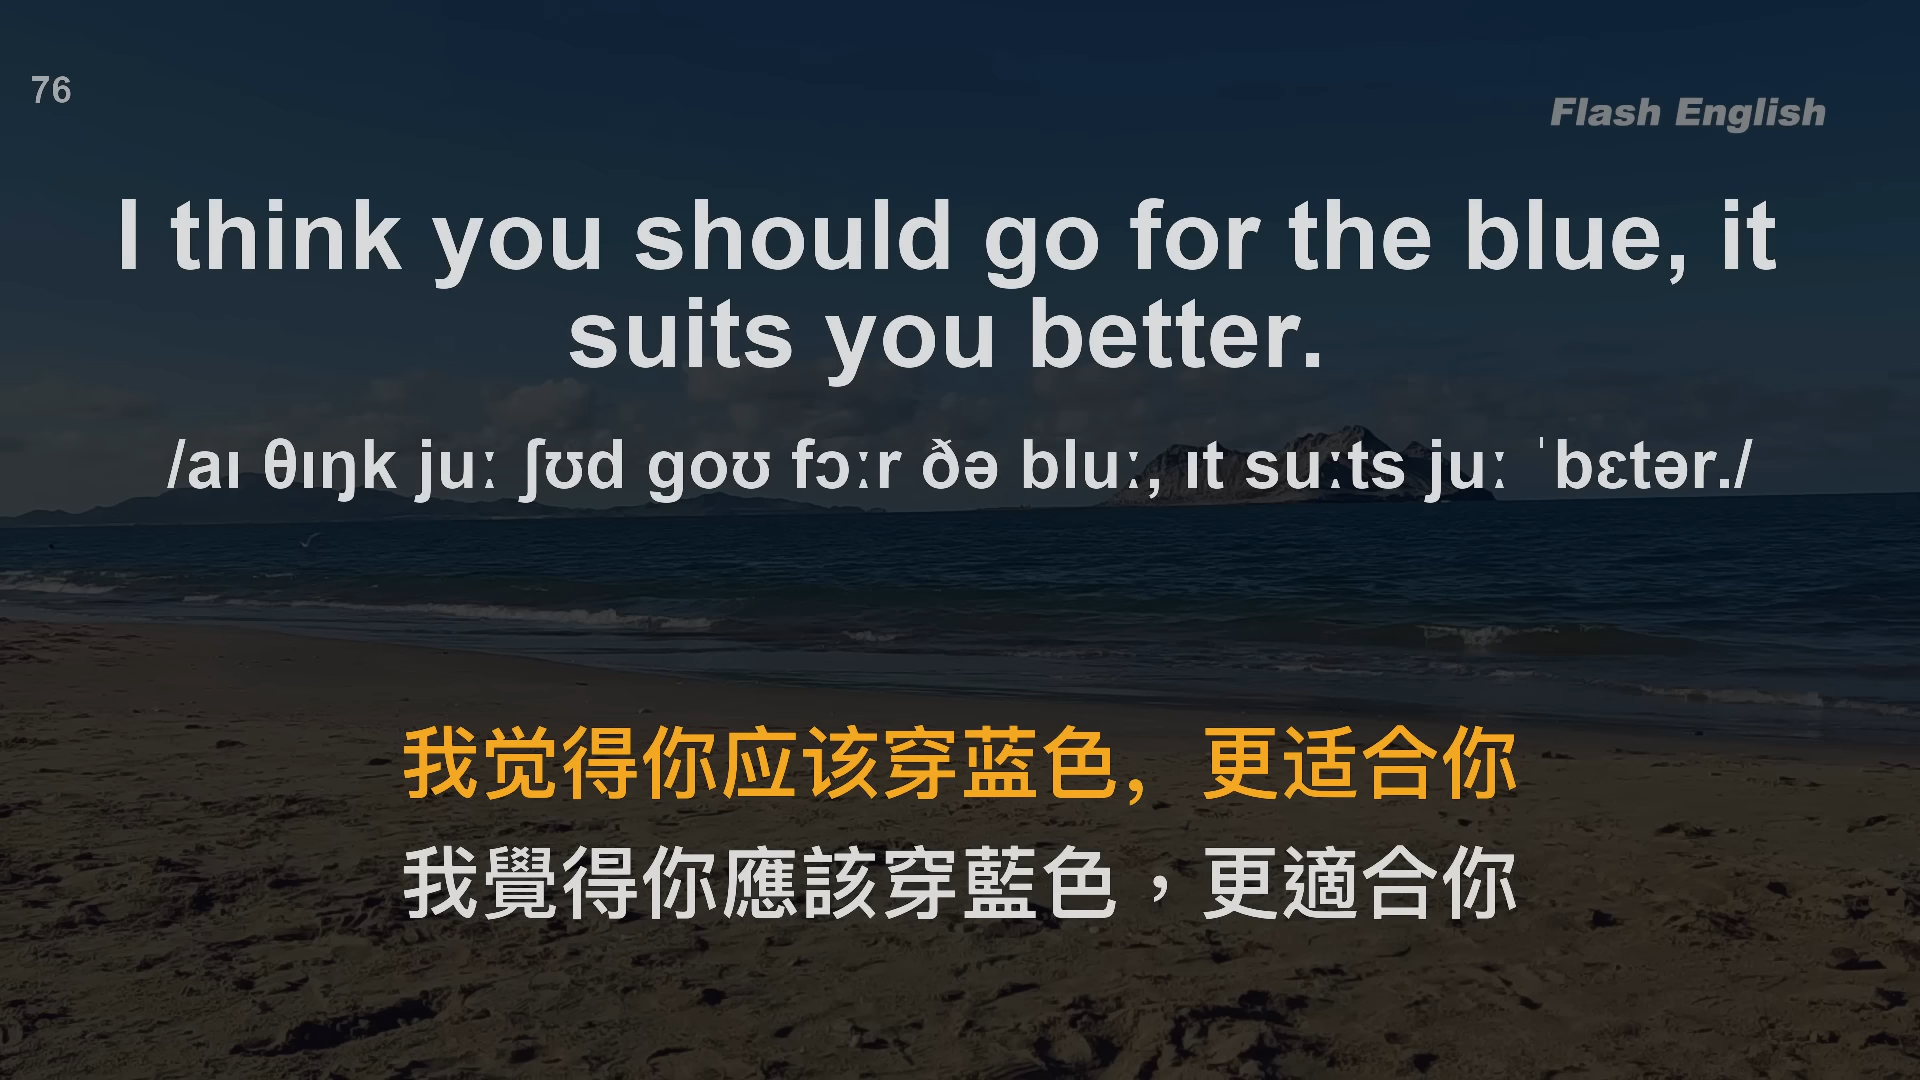 76
Flash English
I think you should go for the blue, it
suits you better.
/aɪ θɪŋk juː ʃʊd ɡoʊ fɔːr ðə bluː, ɪt suːts juː ˈbɛtər./
我觉得你应该穿蓝色，更适合你
我覺得你應該穿藍色，更適合你